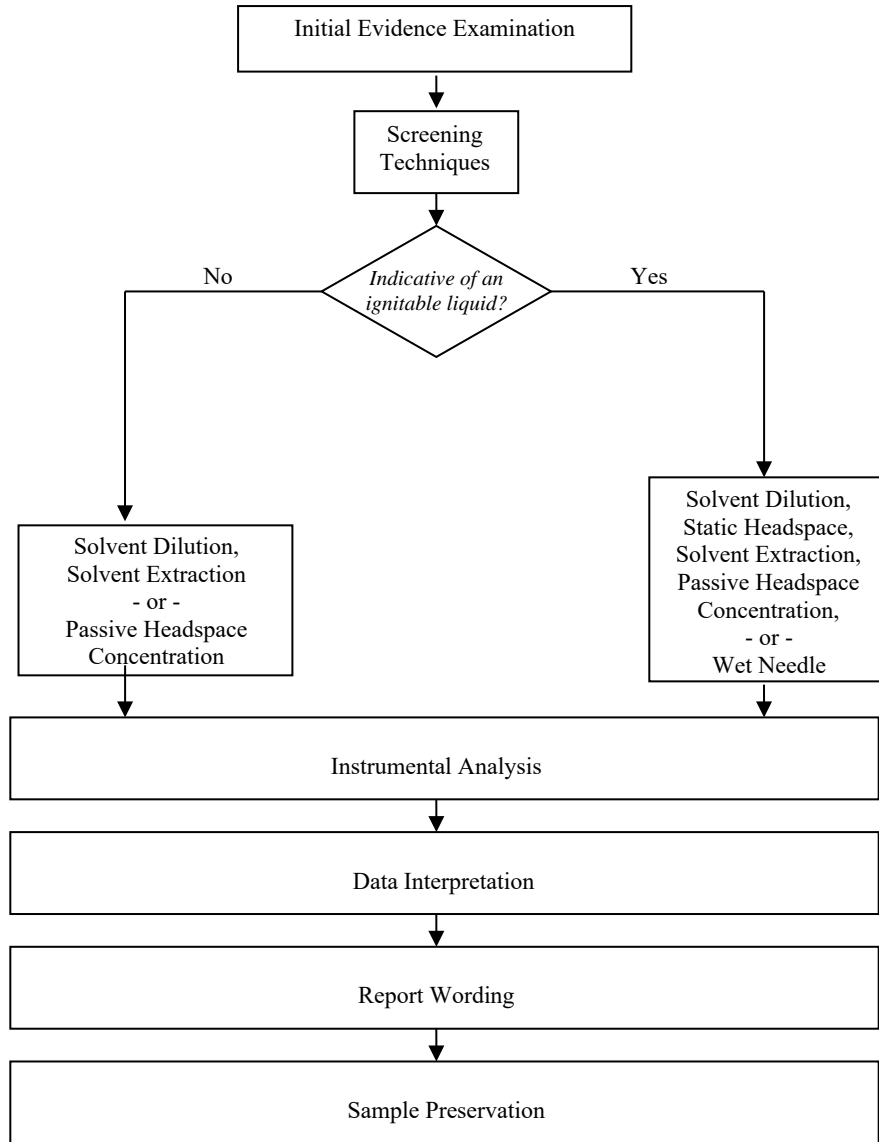 Initial Evidence Examination
Screening
Techniques
No
Indicative of an
ignitable liquid?
Yes
Solvent Dilution,
Solvent Extraction
- or -
Passive Headspace
Concentration
Solvent Dilution,
Static Headspace,
Solvent Extraction,
Passive Headspace
Concentration,
- or -
Wet Needle
Instrumental Analysis
Data Interpretation
Report Wording
Sample Preservation